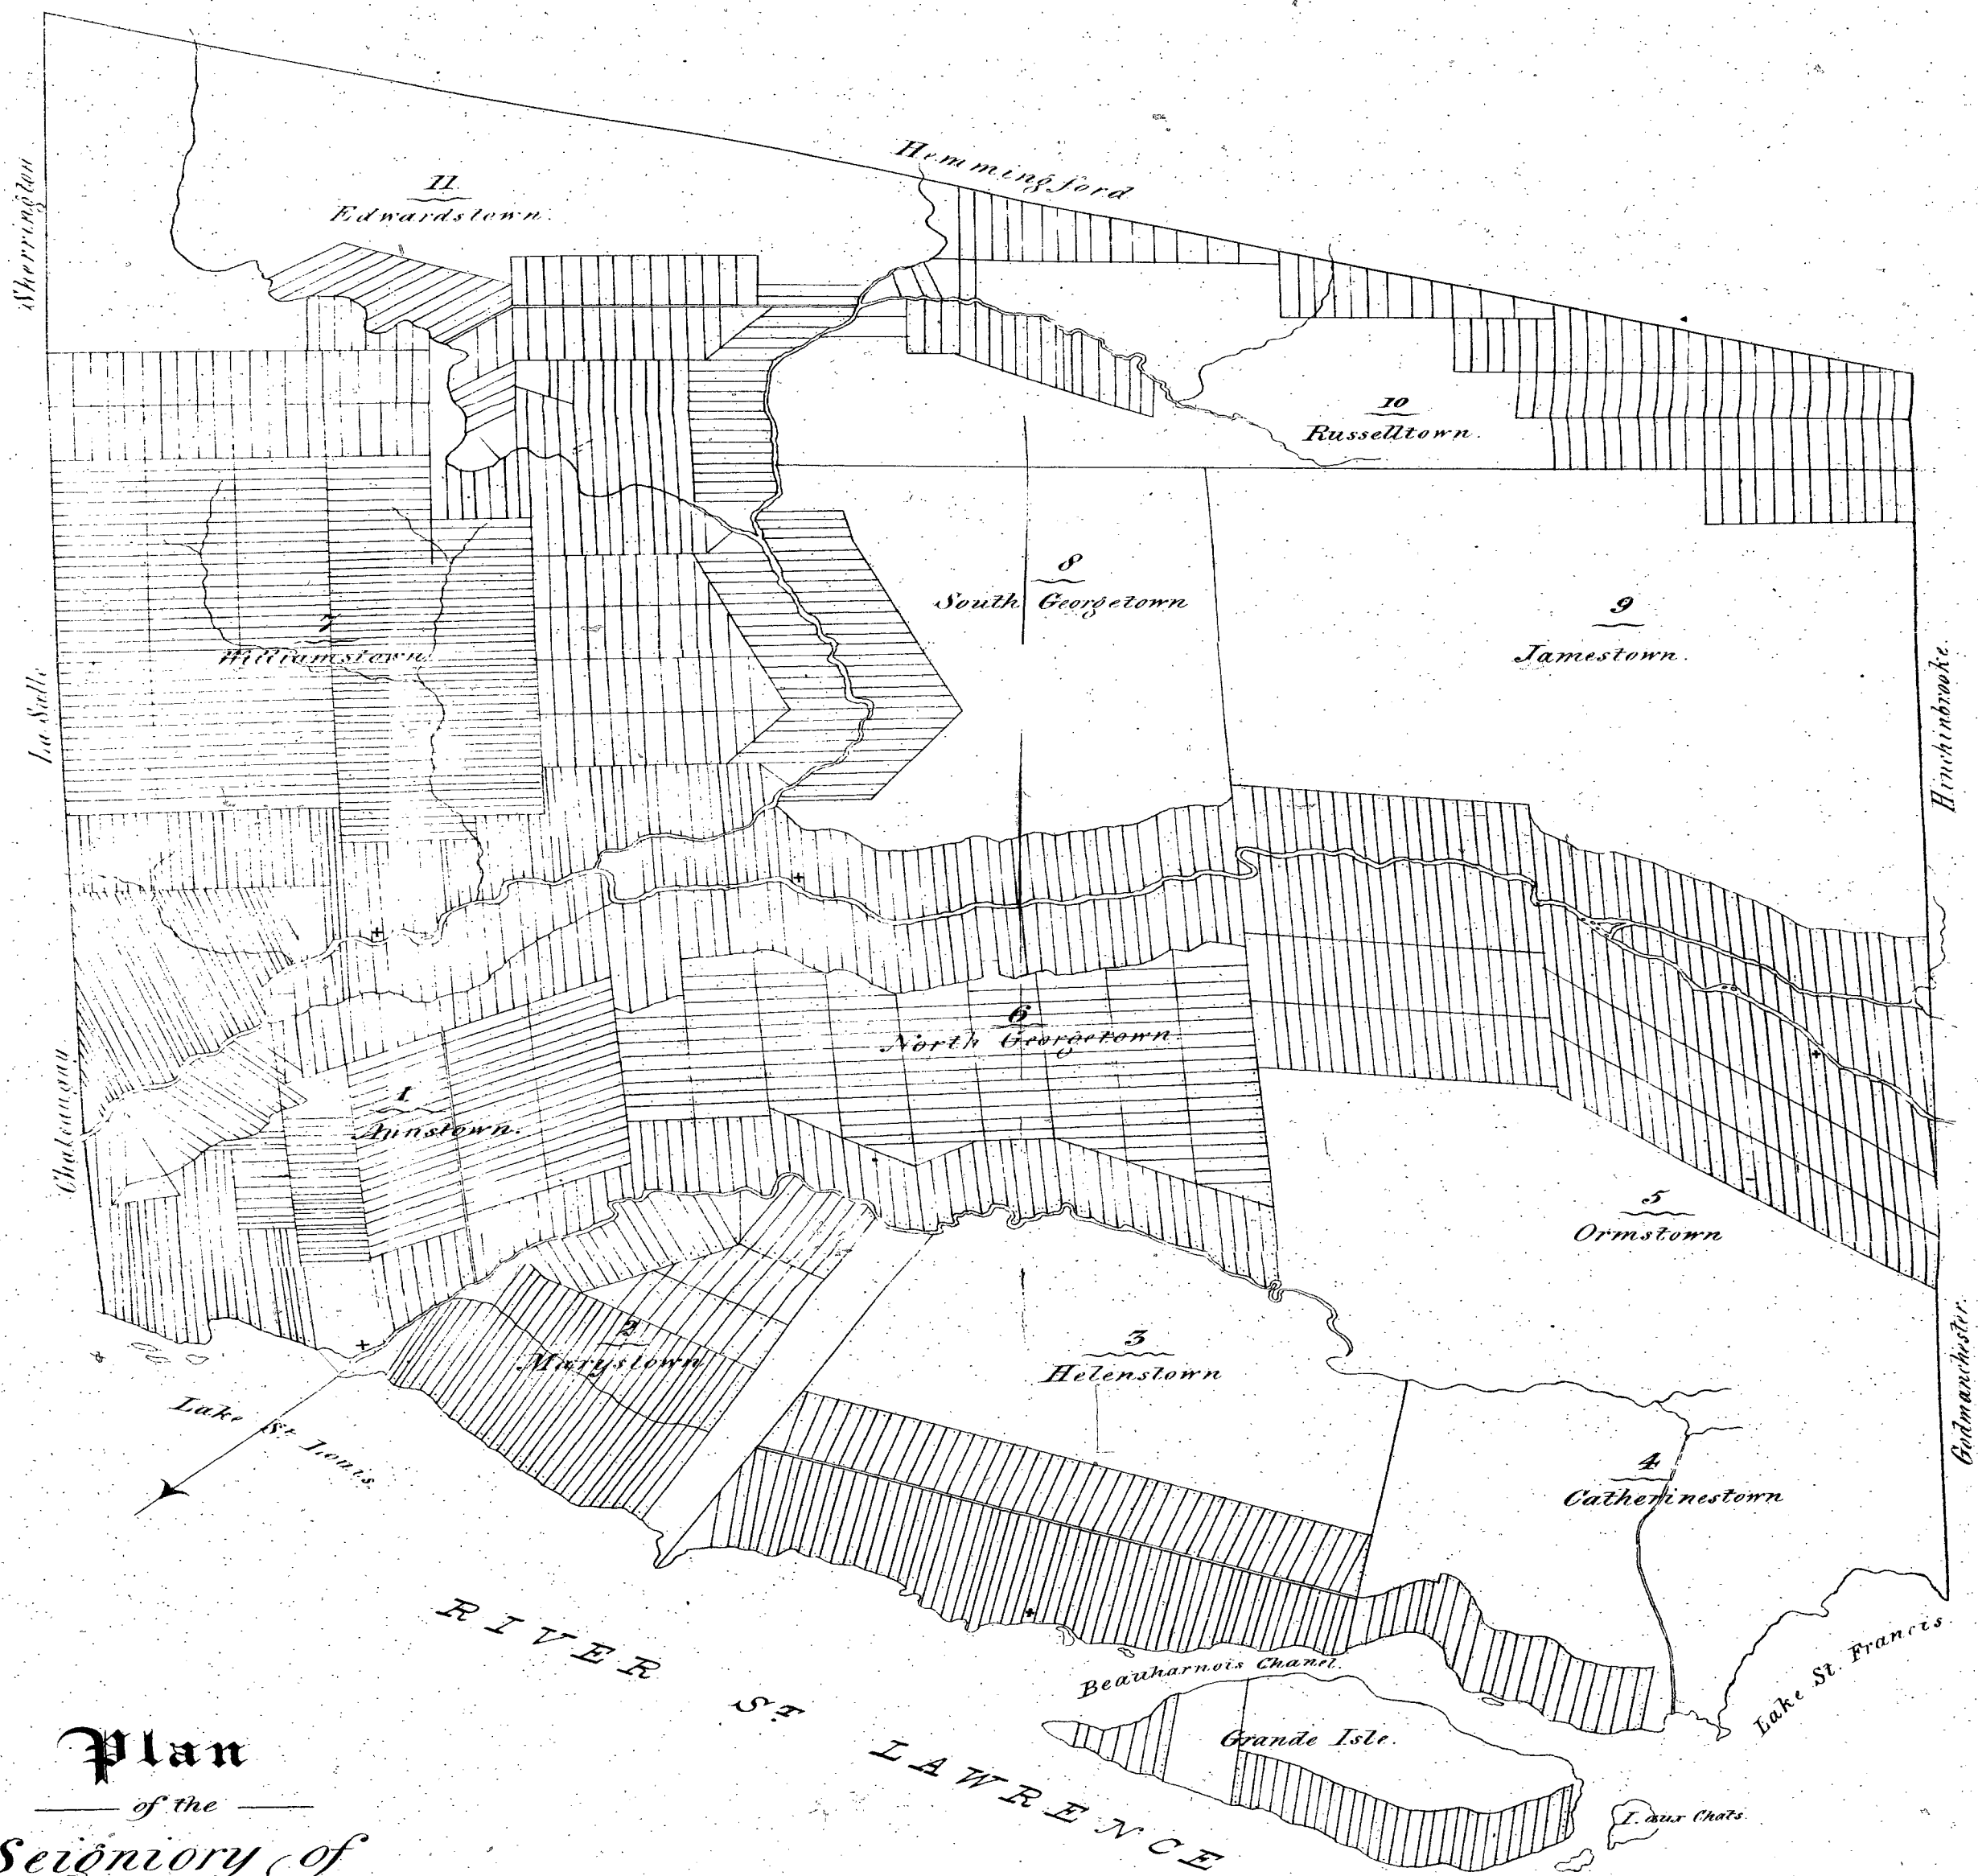 Hemmingford
Sherrington
11
Edwardstown.
10
Russelltown.
8
South Georgetown
9
Jamestown.
7
Williamstown.
La Salle
Hinchinbrooke.
6
North Georgetown.
1
Annstown.
Chateaugay
5
Ormstown
2
Marystown
3
Helenstown
Godmanchester.
Lake St. Louis.
4
Catherinestown
RIVER ST. LAWRENCE
Beauharnois Chanel.
Lake St. Francis.
Grande Isle.
I. aux Chats.
Plan
of the
Seigniory of